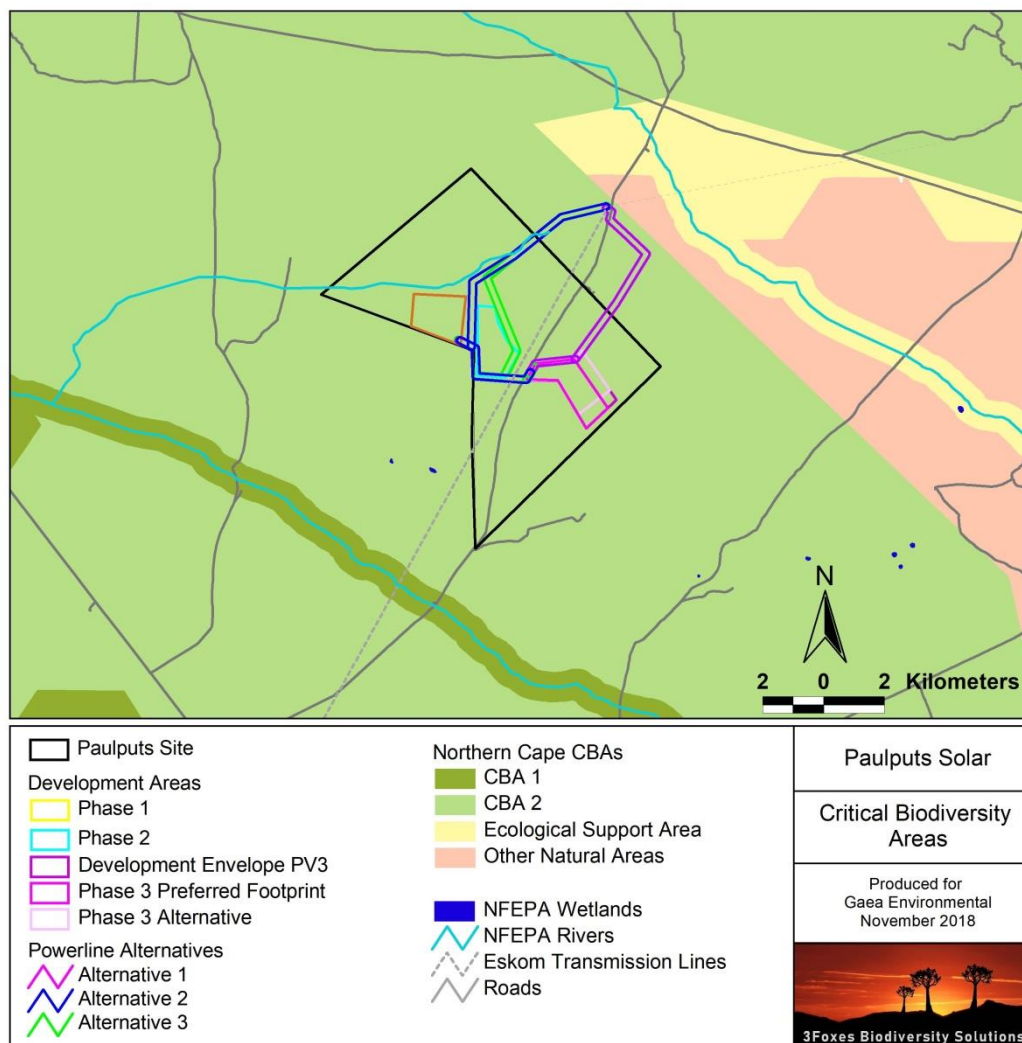 N
2 0 2 Kilometers
Paulputs Site
Development Areas
Phase 1
Phase 2
Development Envelope PV3
Phase 3 Preferred Footprint
Phase 3 Alternative
Powerline Alternatives
Alternative 1
Alternative 2
Alternative 3
Northern Cape CBAs
CBA 1
CBA 2
Ecological Support Area
Other Natural Areas
NFEPA Wetlands
NFEPA Rivers
Eskom Transmission Lines
Roads
Paulputs Solar
Critical Biodiversity
Areas
Produced for
Gaea Environmental
November 2018
3Foxes Biodiversity Solutions